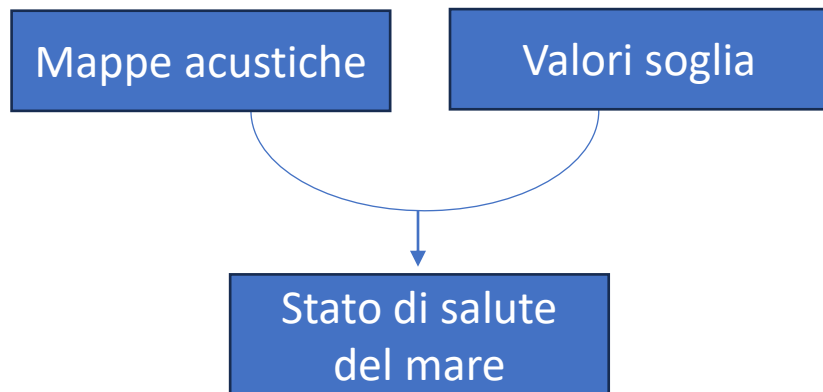 Mappe acustiche
Valori soglia
Stato di salute
del mare